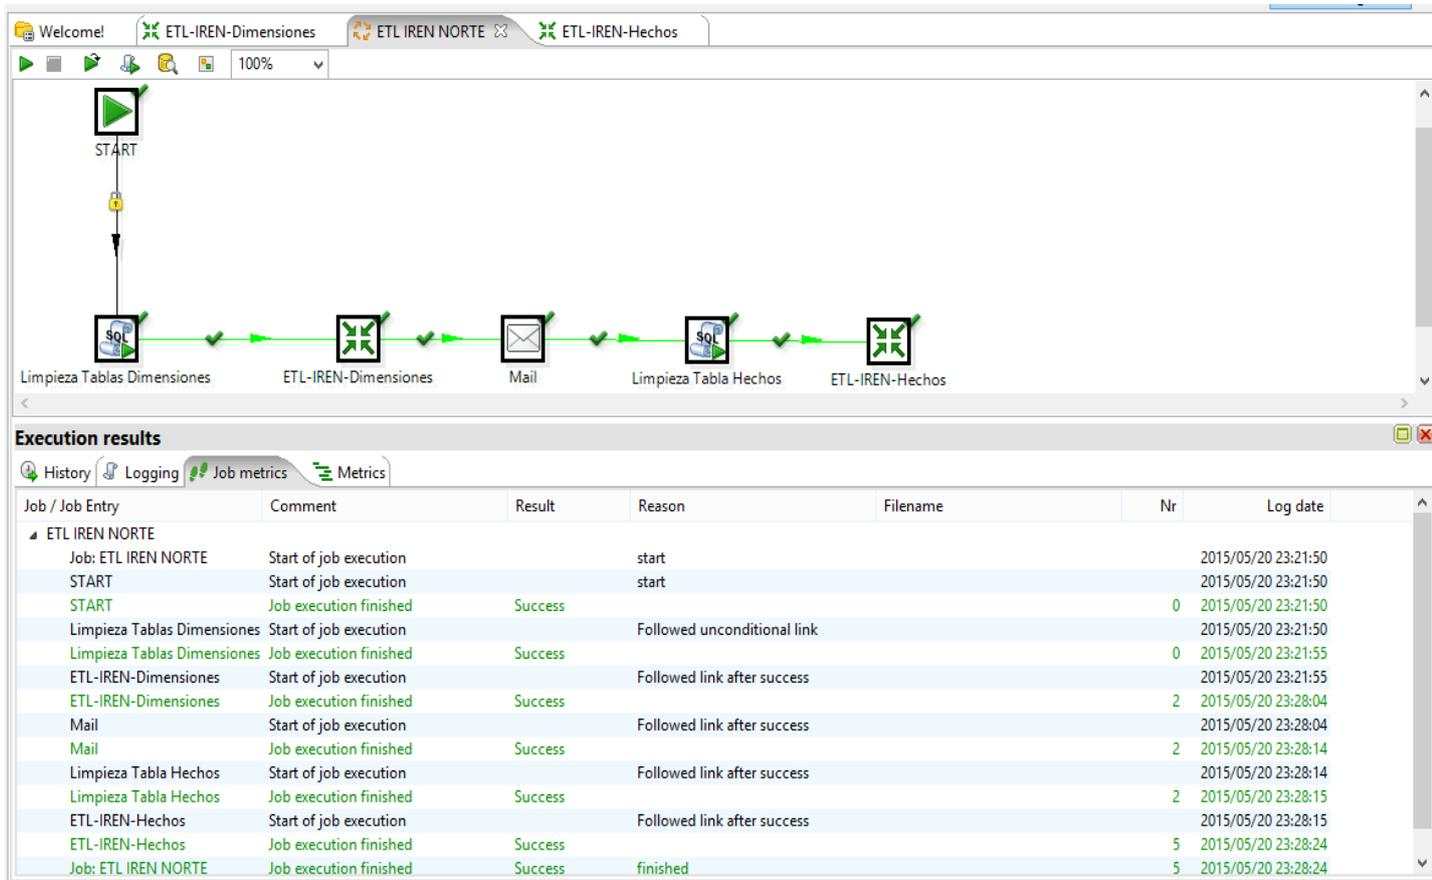 Welcome! ETL-IREN-Dimensiones ETL IREN NORTE ETL-IREN-Hechos
100%
START
SQL SQL
Limpieza Tablas Dimensiones ETL-IREN-Dimensiones Mail Limpieza Tabla Hechos ETL-IREN-Hechos
Execution results
History Logging Job metrics Metrics
Job / Job Entry Comment Result Reason Filename Nr Log date
ETL IREN NORTE
Job: ETL IREN NORTE Start of job execution start 2015/05/20 23:21:50
START Start of job execution start 2015/05/20 23:21:50
START Job execution finished Success 0 2015/05/20 23:21:50
Limpieza Tablas Dimensiones Start of job execution Followed unconditional link 2015/05/20 23:21:50
Limpieza Tablas Dimensiones Job execution finished Success 0 2015/05/20 23:21:55
ETL-IREN-Dimensiones Start of job execution Followed link after success 2015/05/20 23:21:55
ETL-IREN-Dimensiones Job execution finished Success 2 2015/05/20 23:28:04
Mail Start of job execution Followed link after success 2015/05/20 23:28:04
Mail Job execution finished Success 2 2015/05/20 23:28:14
Limpieza Tabla Hechos Start of job execution Followed link after success 2015/05/20 23:28:14
Limpieza Tabla Hechos Job execution finished Success 2 2015/05/20 23:28:15
ETL-IREN-Hechos Start of job execution Followed link after success 2015/05/20 23:28:15
ETL-IREN-Hechos Job execution finished Success 5 2015/05/20 23:28:24
Job: ETL IREN NORTE Job execution finished Success finished 5 2015/05/20 23:28:24